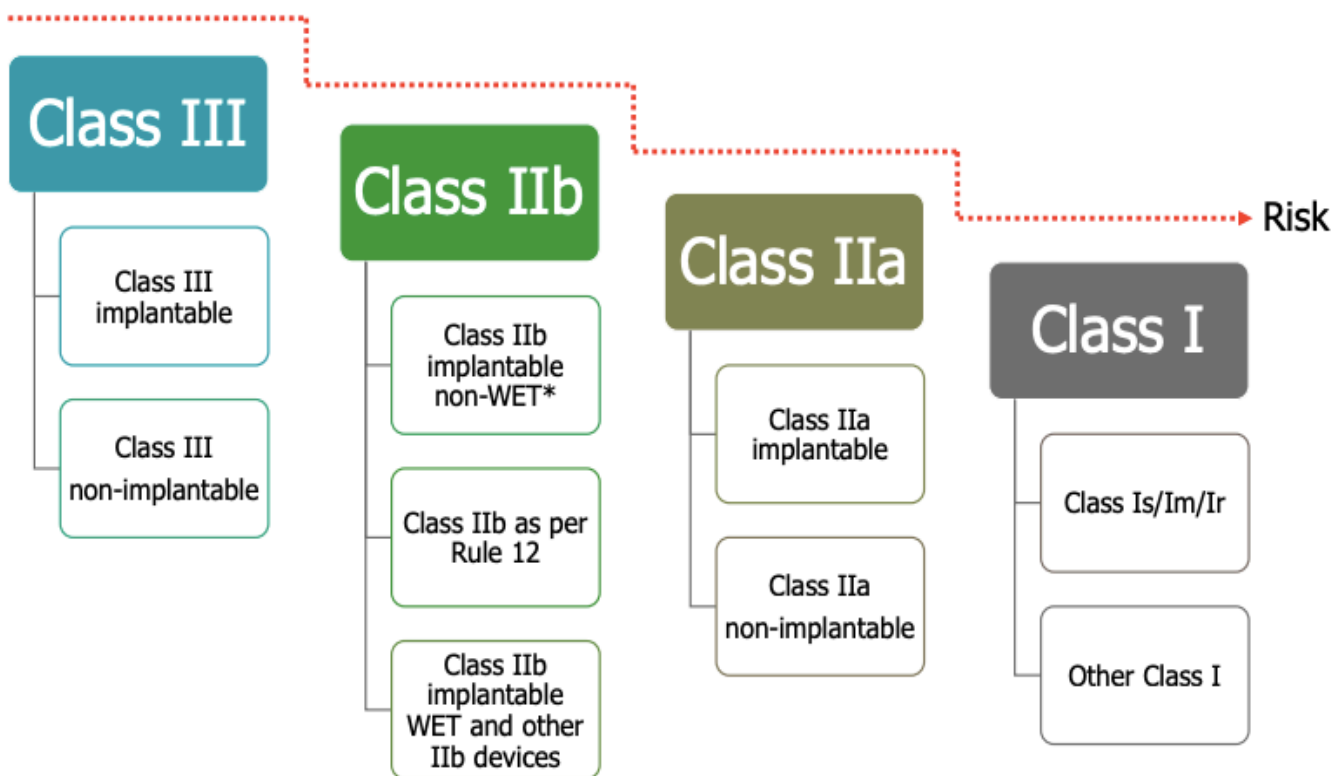 Class III
Class III
implantable
Class III
non-implantable
Class IIb
Class IIb
implantable
non-WET*
Class IIb as per
Rule 12
Class IIb
implantable
WET and other
IIb devices
Class IIa
Class IIa
implantable
Class IIa
non-implantable
Risk
Class I
Class Is/Im/Ir
Other Class I